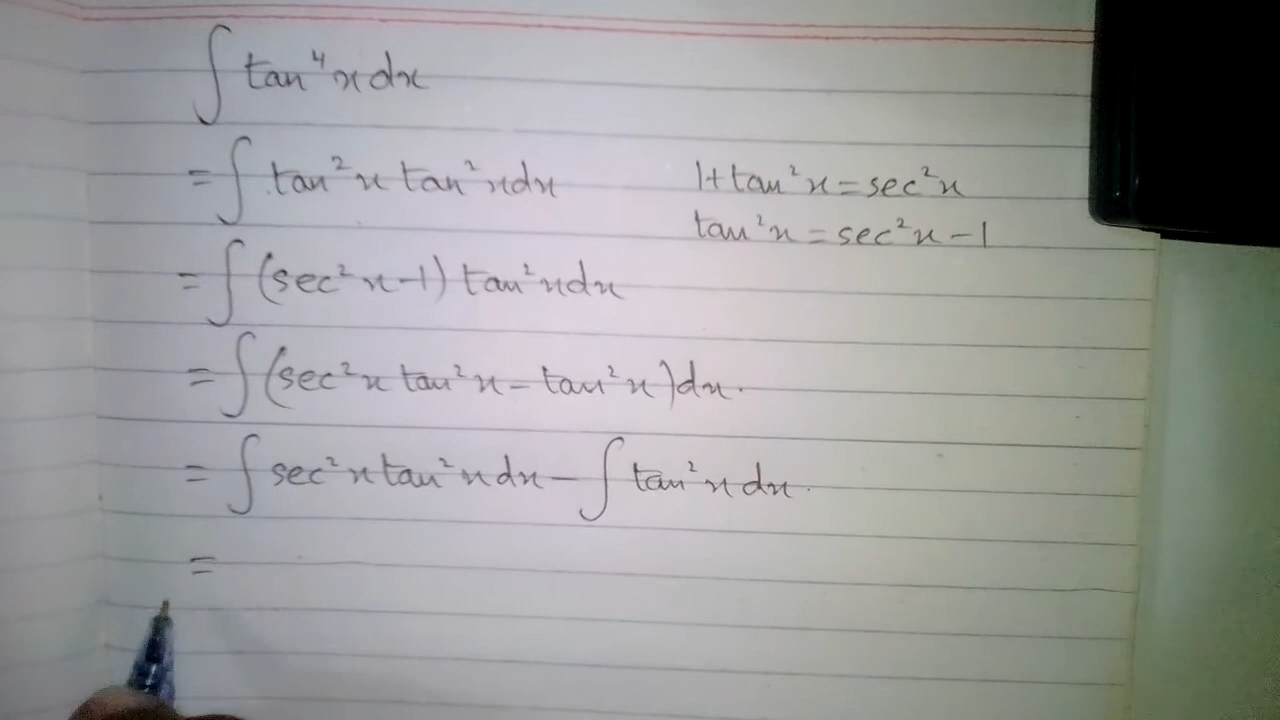 ∫ tan⁴x dx
= ∫ tan²x tan²x dx
1 + tan²x = sec²x
tan²x = sec²x − 1
= ∫ (sec²x − 1) tan²x dx
= ∫ (sec²x tan²x − tan²x) dx.
= ∫ sec²x tan²x dx − ∫ tan²x dx.
=